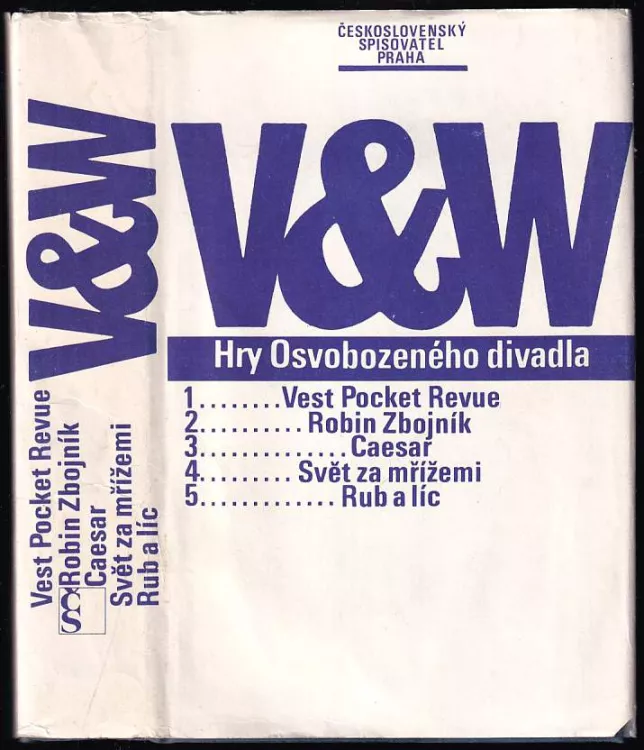 ČESKOSLOVENSKÝ
SPISOVATEL
PRAHA
V&W
Hry Osvobozeného divadla
1........Vest Pocket Revue
2.......... Robin Zbojník
3..............Caesar
4......... Svět za mřížemi
5............. Rub a líc
V&W
Vest Pocket Revue
Robin Zbojník
Caesar
Svět za mřížemi
Rub a líc
ČS